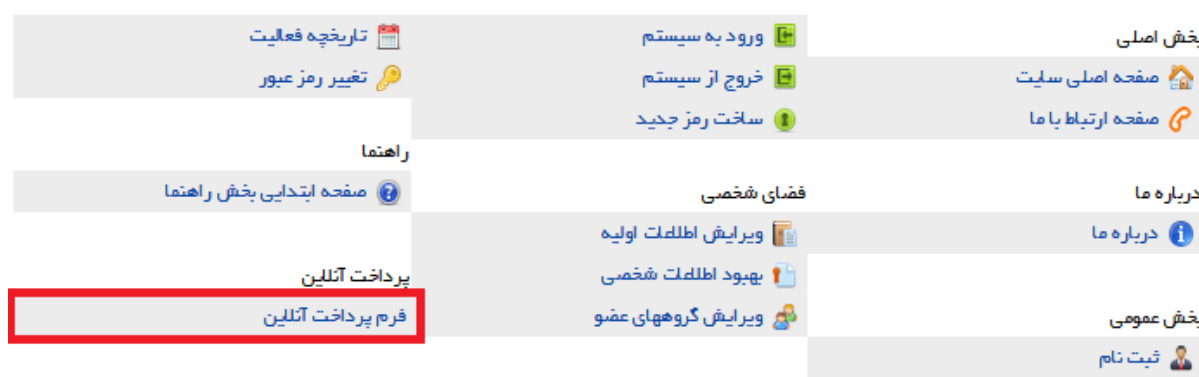 بخش اصلی
صفحه اصلی سایت
صفحه ارتباط با ما
درباره ما
درباره ما
بخش عمومی
ثبت نام
ورود به سیستم
خروج از سیستم
ساخت رمز جدید
فضای شخصی
ویرایش اطلاعات اولیه
بهبود اطلاعات شخصی
ویرایش گروههای عضو
تاریخچه فعالیت
تغییر رمز عبور
راهنما
صفحه ابتدایی بخش راهنما
پرداخت آنلاین
فرم پرداخت آنلاین